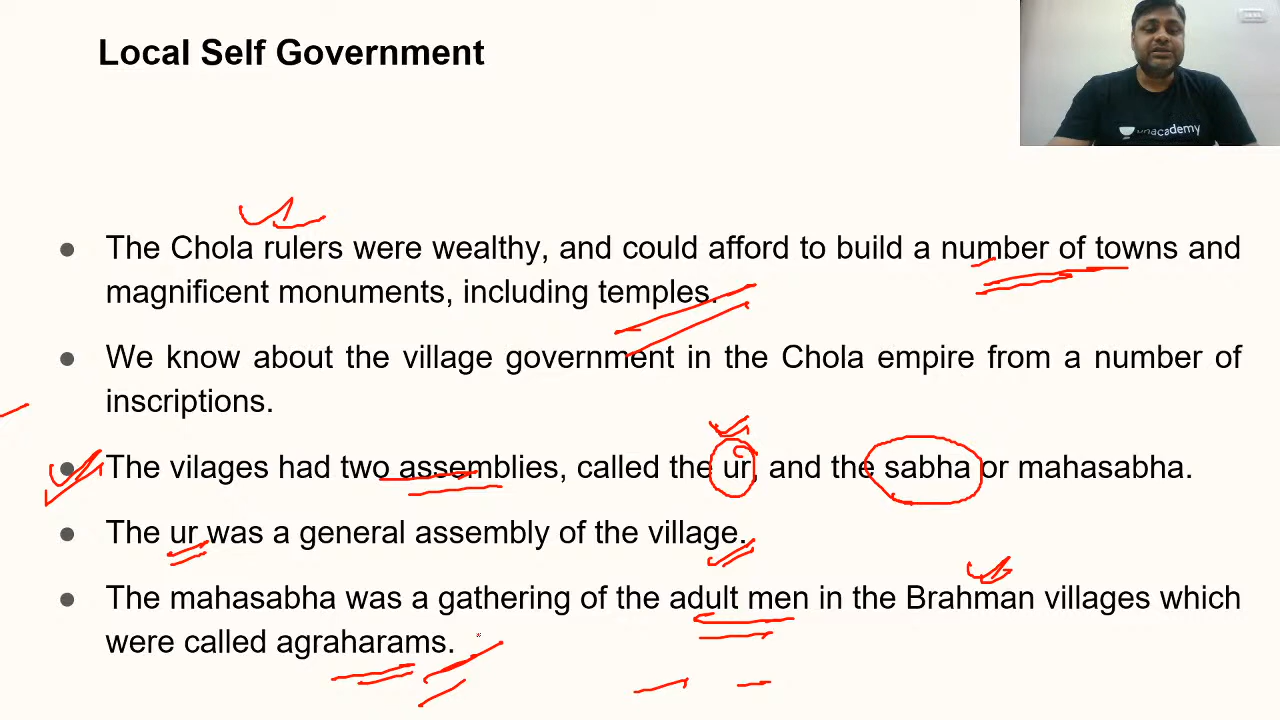 Local Self Government
unacademy
The Chola rulers were wealthy, and could afford to build a number of towns and
magnificent monuments, including temples.
We know about the village government in the Chola empire from a number of
inscriptions.
The vilages had two assemblies, called the ur, and the sabha or mahasabha.
The ur was a general assembly of the village.
The mahasabha was a gathering of the adult men in the Brahman villages which
were called agraharams.